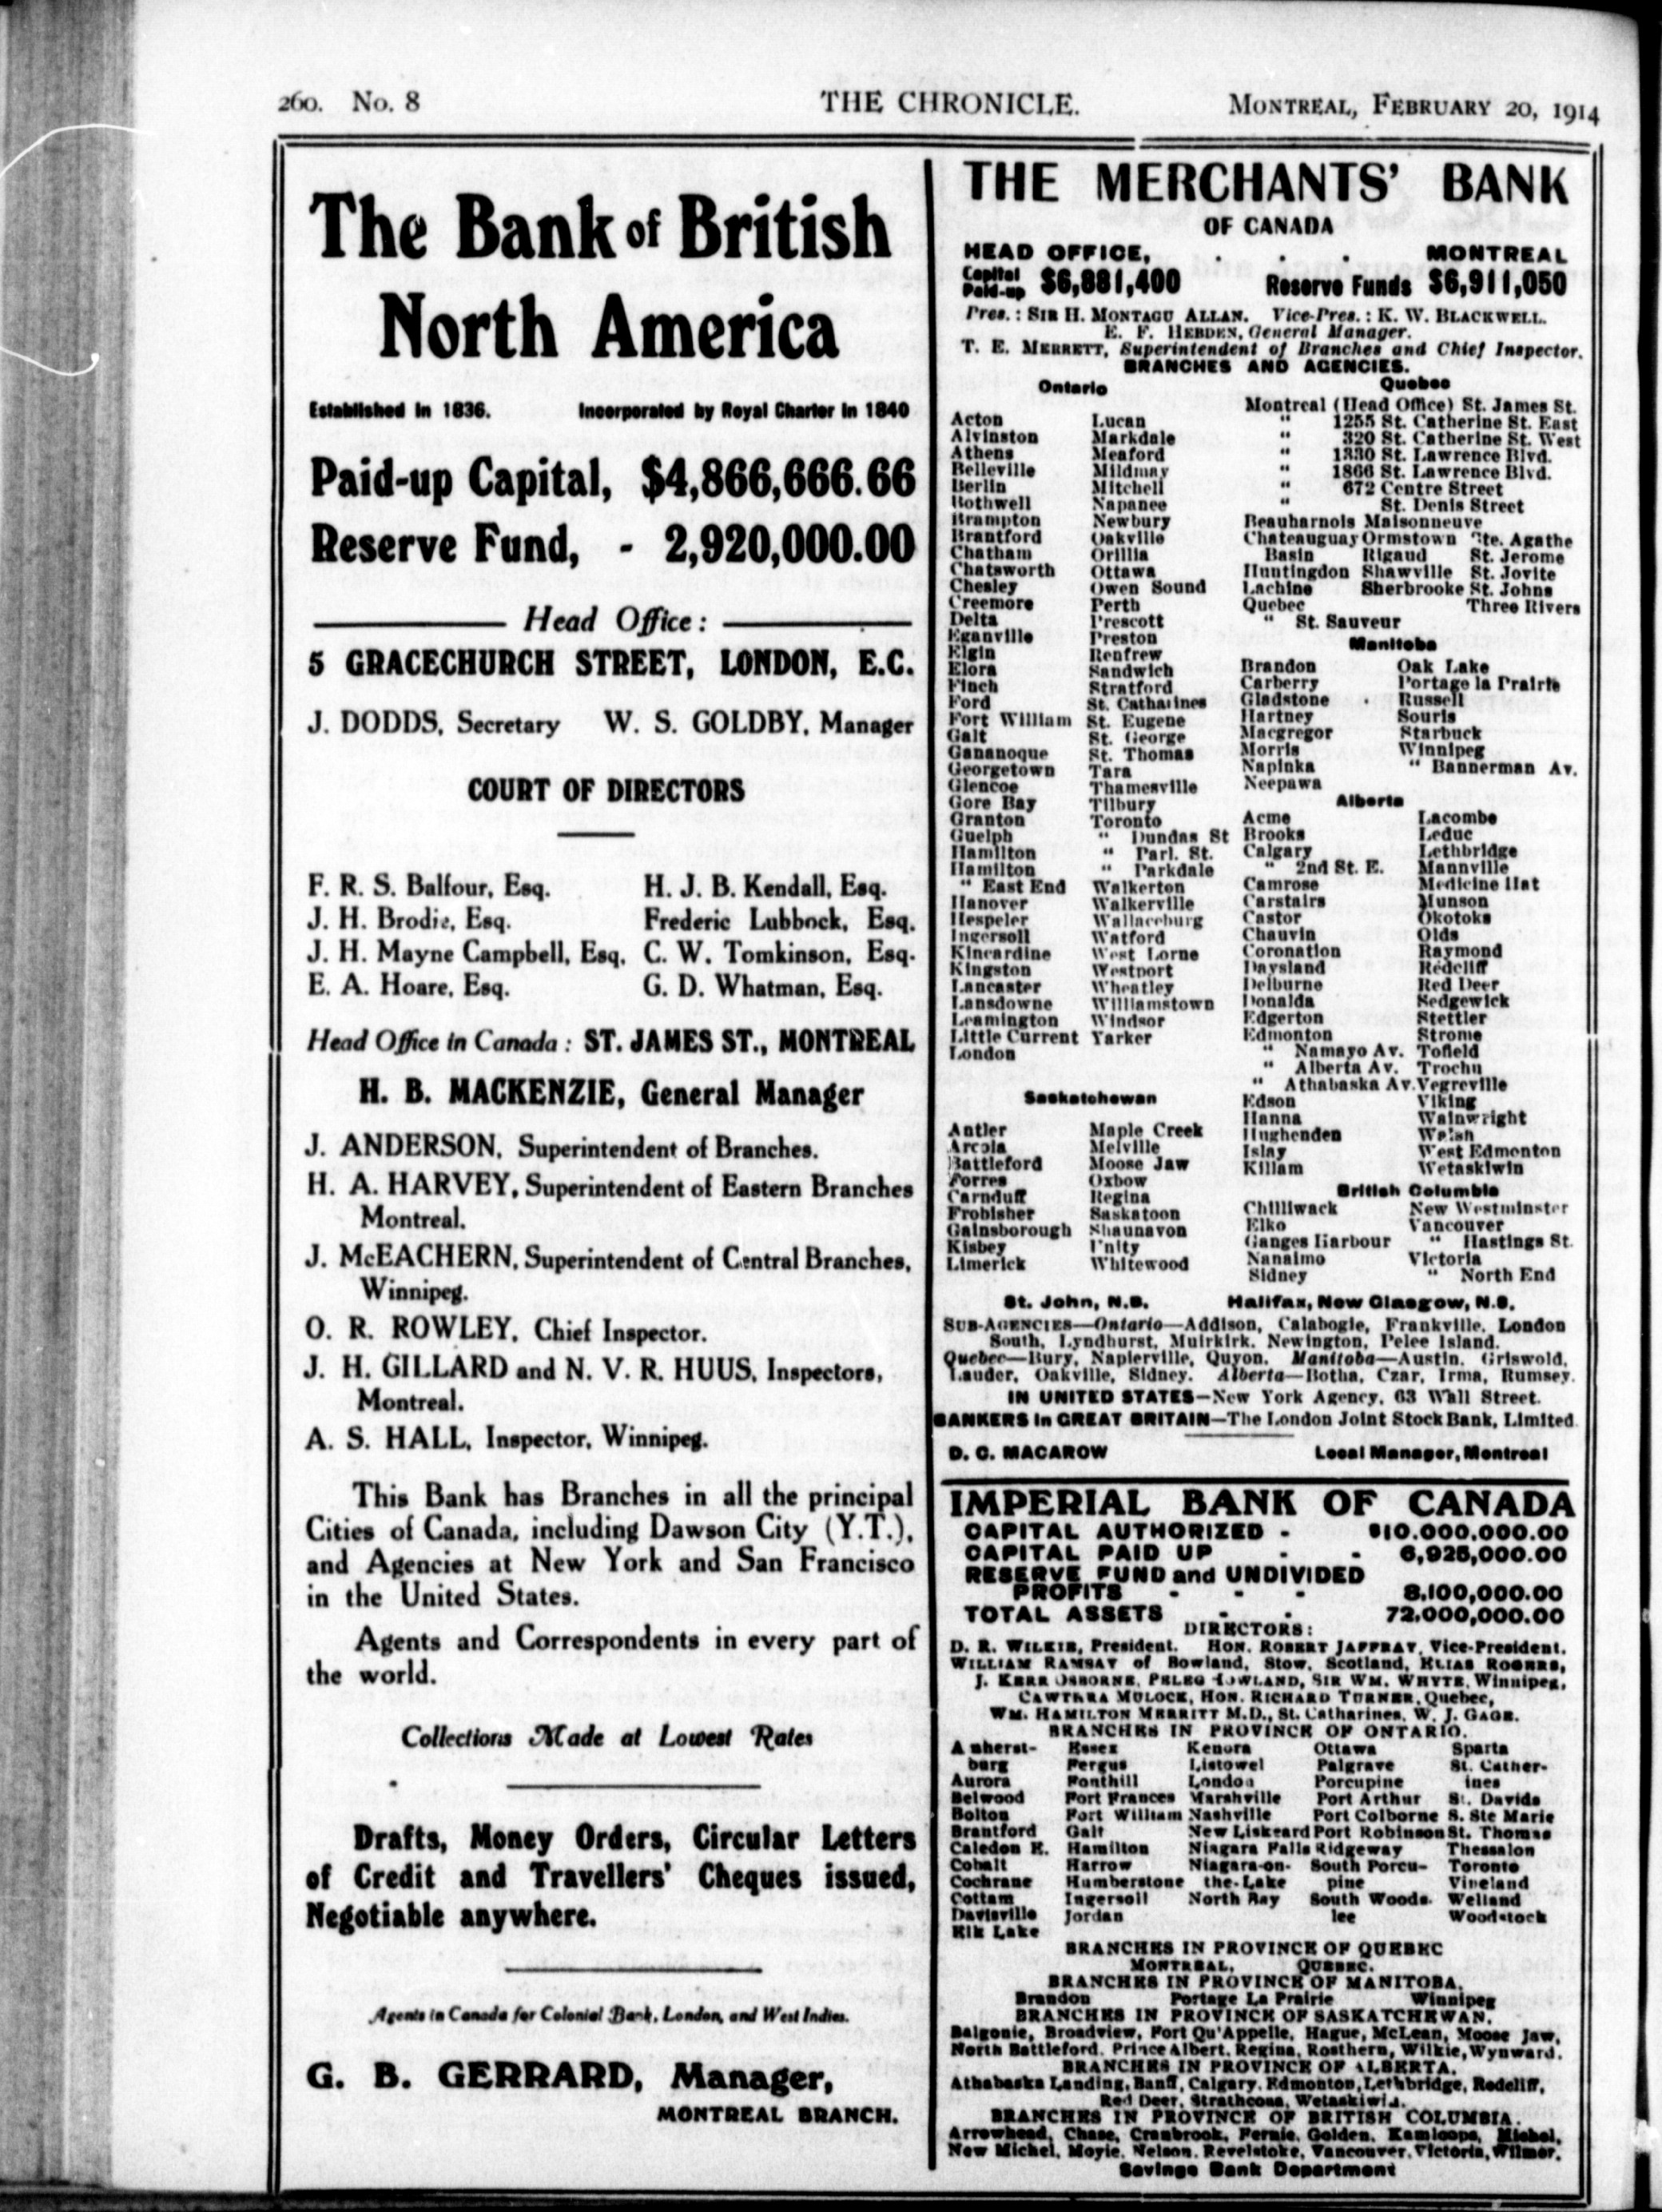 260. No. 8 THE CHRONICLE. MONTREAL, FEBRUARY 20, 1914
The Bank of British
North America
Established in 1836. Incorporated by Royal Charter in 1840
Paid-up Capital, $4,866,666.66
Reserve Fund, - 2,920,000.00
Head Office:
5 GRACECHURCH STREET, LONDON, E.C.
J. DODDS, Secretary W. S. GOLDBY, Manager
COURT OF DIRECTORS
F. R. S. Balfour, Esq. H. J. B. Kendall, Esq.
J. H. Brodie, Esq. Frederic Lubbock, Esq.
J. H. Mayne Campbell, Esq. C. W. Tomkinson, Esq.
E. A. Hoare, Esq. G. D. Whatman, Esq.
Head Office in Canada: ST. JAMES ST., MONTREAL
H. B. MACKENZIE, General Manager
J. ANDERSON, Superintendent of Branches.
H. A. HARVEY, Superintendent of Eastern Branches
Montreal.
J. McEACHERN, Superintendent of Central Branches,
Winnipeg.
O. R. ROWLEY, Chief Inspector.
J. H. GILLARD and N. V. R. HUUS, Inspectors,
Montreal.
A. S. HALL, Inspector, Winnipeg.
This Bank has Branches in all the principal
Cities of Canada, including Dawson City (Y.T.),
and Agencies at New York and San Francisco
in the United States.
Agents and Correspondents in every part of
the world.
Collections Made at Lowest Rates
Drafts, Money Orders, Circular Letters
of Credit and Travellers' Cheques issued,
Negotiable anywhere.
Agents in Canada for Colonial Bank, London, and West Indies.
G. B. GERRARD, Manager,
MONTREAL BRANCH.
THE MERCHANTS' BANK
OF CANADA
HEAD OFFICE, . . . MONTREAL
Capital Paid-up $6,881,400 Reserve Funds $6,911,050
Pres.: SIR H. MONTAGU ALLAN. Vice-Pres.: K. W. BLACKWELL.
E. F. HEBDEN, General Manager.
T. E. MERRETT, Superintendent of Branches and Chief Inspector.
BRANCHES AND AGENCIES.
Ontario
Acton Lucan
Alvinston Markdale
Athens Meaford
Belleville Mildmay
Berlin Mitchell
Bothwell Napanee
Brampton Newbury
Brantford Oakville
Chatham Orillia
Chatsworth Ottawa
Chesley Owen Sound
Creemore Perth
Delta Prescott
Eganville Preston
Elgin Renfrew
Elora Sandwich
Finch Stratford
Ford St. Catharines
Fort William St. Eugene
Galt St. George
Gananoque St. Thomas
Georgetown Tara
Glencoe Thamesville
Gore Bay Tilbury
Granton Toronto
Guelph " Dundas St
Hamilton " Parl. St.
Hamilton " Parkdale
" East End Walkerton
Hanover Walkerville
Hespeler Wallaceburg
Ingersoll Watford
Kincardine West Lorne
Kingston Westport
Lancaster Wheatley
Lansdowne Williamstown
Leamington Windsor
Little Current Yarker
London
Saskatchewan
Antler Maple Creek
Arcola Melville
Battleford Moose Jaw
Forres Oxbow
Carnduff Regina
Frobisher Saskatoon
Gainsborough Shaunavon
Kisbey Unity
Limerick Whitewood
Quebec
Montreal (Head Office) St. James St.
" 1255 St. Catherine St. East
" 320 St. Catherine St. West
" 1330 St. Lawrence Blvd.
" 1866 St. Lawrence Blvd.
" 672 Centre Street
" St. Denis Street
Beauharnois Maisonneuve
Chateauguay Ormstown Ste. Agathe
Basin Rigaud St. Jerome
Huntingdon Shawville St. Jovite
Lachine Sherbrooke St. Johns
Quebec Three Rivers
" St. Sauveur
Manitoba
Brandon Oak Lake
Carberry Portage la Prairie
Gladstone Russell
Hartney Souris
Macgregor Starbuck
Morris Winnipeg
Napinka " Bannerman Av.
Neepawa
Alberta
Acme Lacombe
Brooks Leduc
Calgary Lethbridge
" 2nd St. E. Mannville
Camrose Medicine Hat
Carstairs Munson
Castor Okotoks
Chauvin Olds
Coronation Raymond
Daysland Redcliff
Delburne Red Deer
Donalda Sedgewick
Edgerton Stettler
Edmonton Strome
" Namayo Av. Tofield
" Alberta Av. Trochu
" Athabaska Av. Vegreville
Edson Viking
Hanna Wainwright
Hughenden Walsh
Islay West Edmonton
Killam Wetaskiwin
British Columbia
Chilliwack New Westminster
Elko Vancouver
Ganges Harbour " Hastings St.
Nanaimo Victoria
Sidney " North End
St. John, N.B. Halifax, New Glasgow, N.S.
SUB-AGENCIES—Ontario—Addison, Calabogie, Frankville, London
South, Lyndhurst, Muirkirk, Newington, Pelee Island.
Quebec—Bury, Napierville, Quyon. Manitoba—Austin, Griswold,
Lauder, Oakville, Sidney. Alberta—Botha, Czar, Irma, Rumsey.
IN UNITED STATES—New York Agency, 63 Wall Street.
BANKERS in GREAT BRITAIN—The London Joint Stock Bank, Limited
D. C. MACAROW Local Manager, Montreal
IMPERIAL BANK OF CANADA
CAPITAL AUTHORIZED - $10.000,000.00
CAPITAL PAID UP - - 6,925,000.00
RESERVE FUND and UNDIVIDED
PROFITS - - - 8.100,000.00
TOTAL ASSETS - - 72,000,000.00
DIRECTORS:
D. R. WILKIE, President. HON. ROBERT JAFFRAY, Vice-President.
WILLIAM RAMSAY of Bowland, Stow, Scotland, ELIAS ROGERS,
J. KERR OSBORNE, PELEG HOWLAND, SIR WM. WHYTE, Winnipeg,
CAWTHRA MULOCK, HON. RICHARD TURNER, Quebec,
WM. HAMILTON MERRITT M.D., St. Catharines, W. J. GAGE.
BRANCHES IN PROVINCE OF ONTARIO.
Amherst- Essex Kenora Ottawa Sparta
burg Fergus Listowel Palgrave St. Cather-
Aurora Fonthill London Porcupine ines
Belwood Fort Frances Marshville Port Arthur St. Davids
Bolton Fort William Nashville Port Colborne S. Ste Marie
Brantford Galt New Liskeard Port Robinson St. Thomas
Caledon E. Hamilton Niagara Falls Ridgeway Thessalon
Cobalt Harrow Niagara-on- South Porcu- Toronto
Cochrane Humberstone the-Lake pine Vineland
Cottam Ingersoll North Bay South Woods- Welland
Davisville Jordan lee Woodstock
Elk Lake
BRANCHES IN PROVINCE OF QUEBEC
MONTREAL, QUEBEC.
BRANCHES IN PROVINCE OF MANITOBA.
Brandon Portage La Prairie Winnipeg
BRANCHES IN PROVINCE OF SASKATCHEWAN.
Balgonie, Broadview, Fort Qu'Appelle, Hague, McLean, Moose Jaw,
North Battleford, Prince Albert, Regina, Rosthern, Wilkie, Wynward.
BRANCHES IN PROVINCE OF ALBERTA.
Athabaska Landing, Banff, Calgary, Edmonton, Lethbridge, Redcliff,
Red Deer, Strathcona, Wetaskiwin.
BRANCHES IN PROVINCE OF BRITISH COLUMBIA.
Arrowhead, Chase, Cranbrook, Fernie, Golden, Kamloops, Michel,
New Michel, Moyie, Nelson, Revelstoke, Vancouver, Victoria, Wilmer.
Savings Bank Department